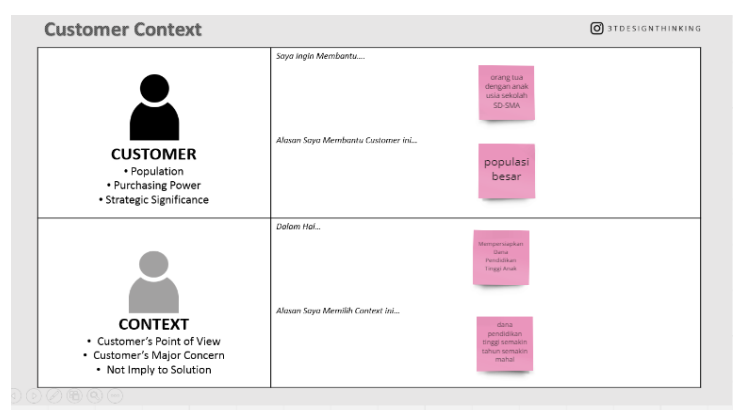 Customer Context
3TDESIGNTHINKING
CUSTOMER
• Population
• Purchasing Power
• Strategic Significance
Saya Ingin Membantu....
orang tua
dengan anak
usia sekolah
SD-SMA
Alasan Saya Membantu Customer ini...
populasi
besar
CONTEXT
• Customer's Point of View
• Customer's Major Concern
• Not Imply to Solution
Dalam Hal...
Mempersiapkan
Dana
Pendidikan
Tinggi Anak
Alasan Saya Memilih Context Ini...
dana
pendidikan
tinggi semakin
tahun semakin
mahal